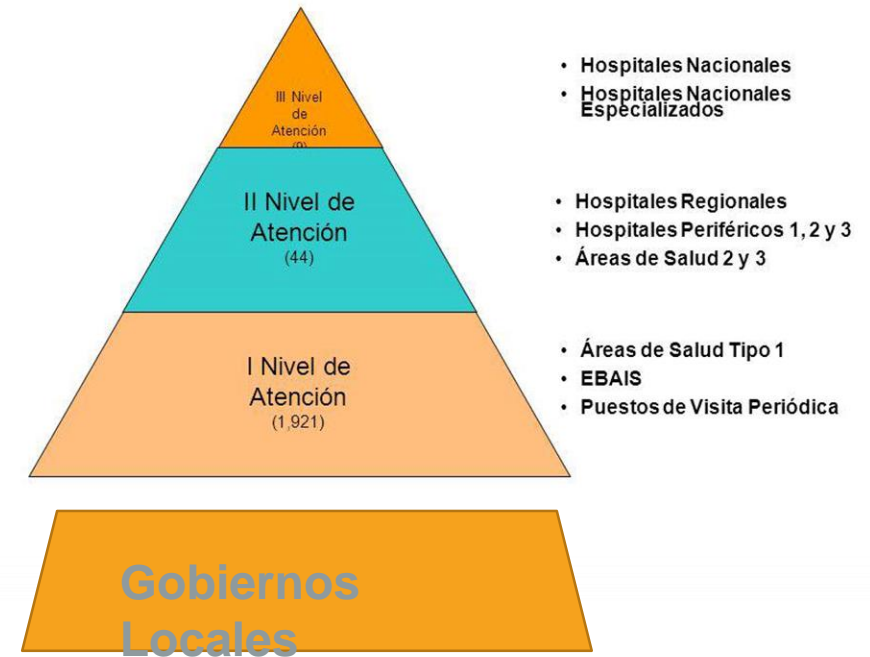 III Nivel
de
Atención
(9)
• Hospitales Nacionales
• Hospitales Nacionales
Especializados
II Nivel de
Atención
(44)
• Hospitales Regionales
• Hospitales Periféricos 1, 2 y 3
• Áreas de Salud 2 y 3
I Nivel de
Atención
(1,921)
• Áreas de Salud Tipo 1
• EBAIS
• Puestos de Visita Periódica
Gobiernos
Locales